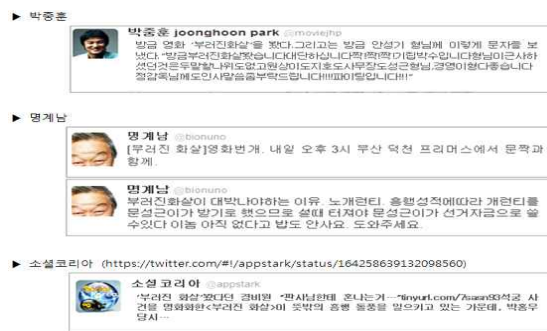 ▶ 박중훈
박중훈 joonghoon park @moviejhp
방금 영화 '부러진화살'을 봤다.그리고는 방금 안성기 형님께 이렇게 문자를 보
냈다. "방금부러진화살봤습니다대단하십니다짝!짝!짝!기립박수입니다형님이근사하
셨던것은두말할나위도없고원상이도지호도사무장도성근형님,경영이형다좋습니다
정감독님께도인사말씀좀부탁드립니다!!!!파이팅입니다!!!"
▶ 명계남
명계남 @bionuno
[부러진 화살]영화번개. 내일 오후 3시 부산 덕천 프리머스에서 문짝과
함께.
명계남 @bionuno
부러진화살이 대박나야하는 이유. 노개런티. 흥행성적에따라 개런티를
문성근이가 받기로 했으므로 설때 터져야 문성근이가 선거자금으로 쓸
수있다 이놈 아직 없다고 밥도 안사요. 도와주세요.
▶ 소셜코리아 (https://twitter.com/#!/appstark/status/164258639132098560)
소셜 코리아 @appstark
'부러진 화살'봤다던 경비원 "판사님한테 혼나는거…"tinyurl.com/7sasn93석궁 사
건을 영화화한<부러진 화살>이 뜻밖의 흥행 돌풍을 일으키고 있는 가운데, 박홍우
당시…